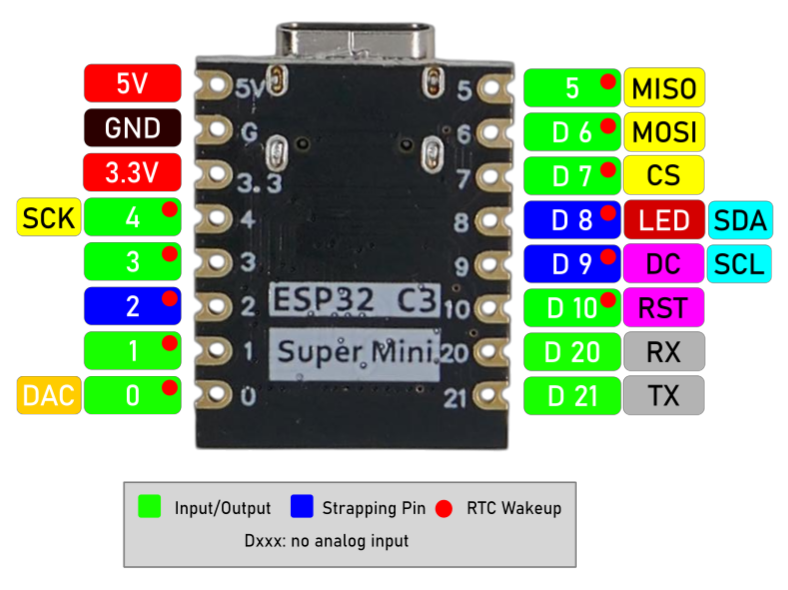 5V 5V 5 5 MISO
GND G 6 D 6 MOSI
3.3V 3.3 7 D 7 CS
SCK 4 4 8 D 8 LED SDA
3 3 9 D 9 DC SCL
2 2 ESP32 C3 10 D 10 RST
1 1 Super Mini 20 D 20 RX
DAC 0 0 21 D 21 TX
Input/Output Strapping Pin RTC Wakeup
Dxxx: no analog input